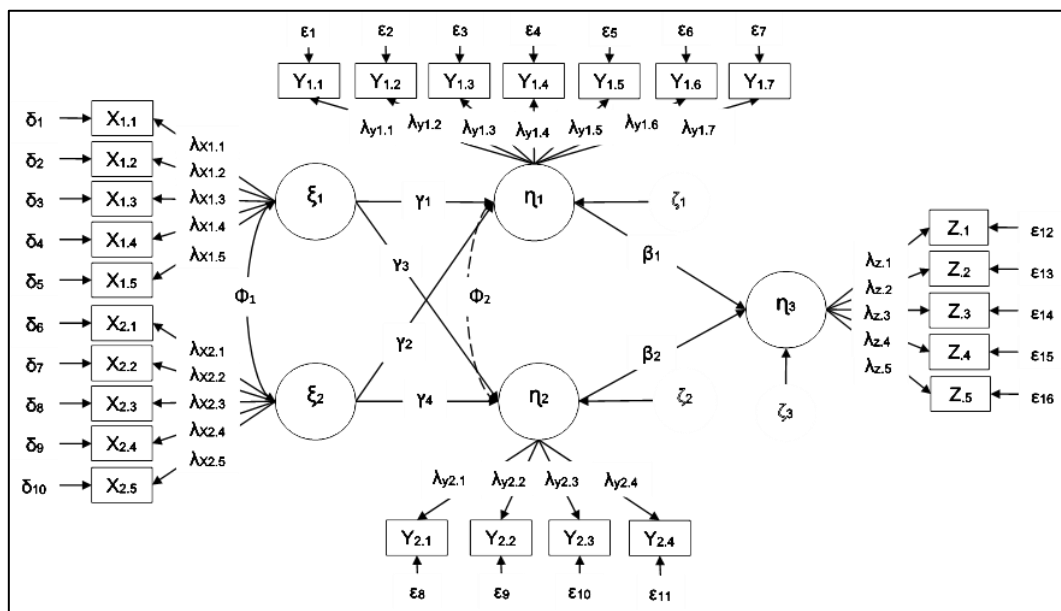 ε1 ε2 ε3 ε4 ε5 ε6 ε7
Y1.1 Y1.2 Y1.3 Y1.4 Y1.5 Y1.6 Y1.7
λy1.1 λy1.2 λy1.3 λy1.4 λy1.5 λy1.6 λy1.7
δ1 X1.1 λX1.1
δ2 X1.2 λX1.2
δ3 X1.3 λX1.3
δ4 X1.4 λX1.4
δ5 X1.5 λX1.5
δ6 X2.1 λX2.1
δ7 X2.2 λX2.2
δ8 X2.3 λX2.3
δ9 X2.4 λX2.4
δ10 X2.5 λX2.5
ξ1 γ1 η1 ζ1
Φ1 γ3 Φ2 β1
γ2 β2
ξ2 γ4 η2 ζ2
η3
ζ3
λz.1 Z.1 ε12
λz.2 Z.2 ε13
λz.3 Z.3 ε14
λz.4 Z.4 ε15
λz.5 Z.5 ε16
λy2.1 λy2.2 λy2.3 λy2.4
Y2.1 Y2.2 Y2.3 Y2.4
ε8 ε9 ε10 ε11